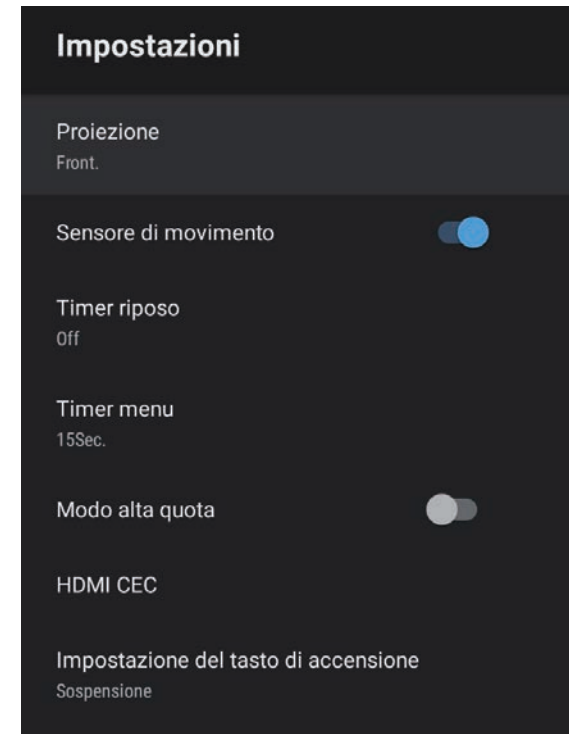 Impostazioni
Proiezione
Front.
Sensore di movimento
Timer riposo
Off
Timer menu
15Sec.
Modo alta quota
HDMI CEC
Impostazione del tasto di accensione
Sospensione